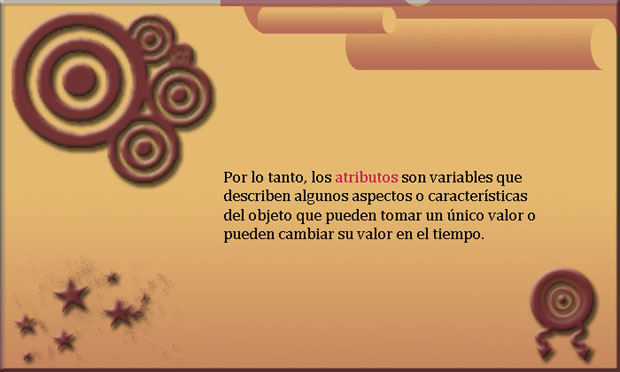 Por lo tanto, los atributos son variables que
describen algunos aspectos o características
del objeto que pueden tomar un único valor o
pueden cambiar su valor en el tiempo.